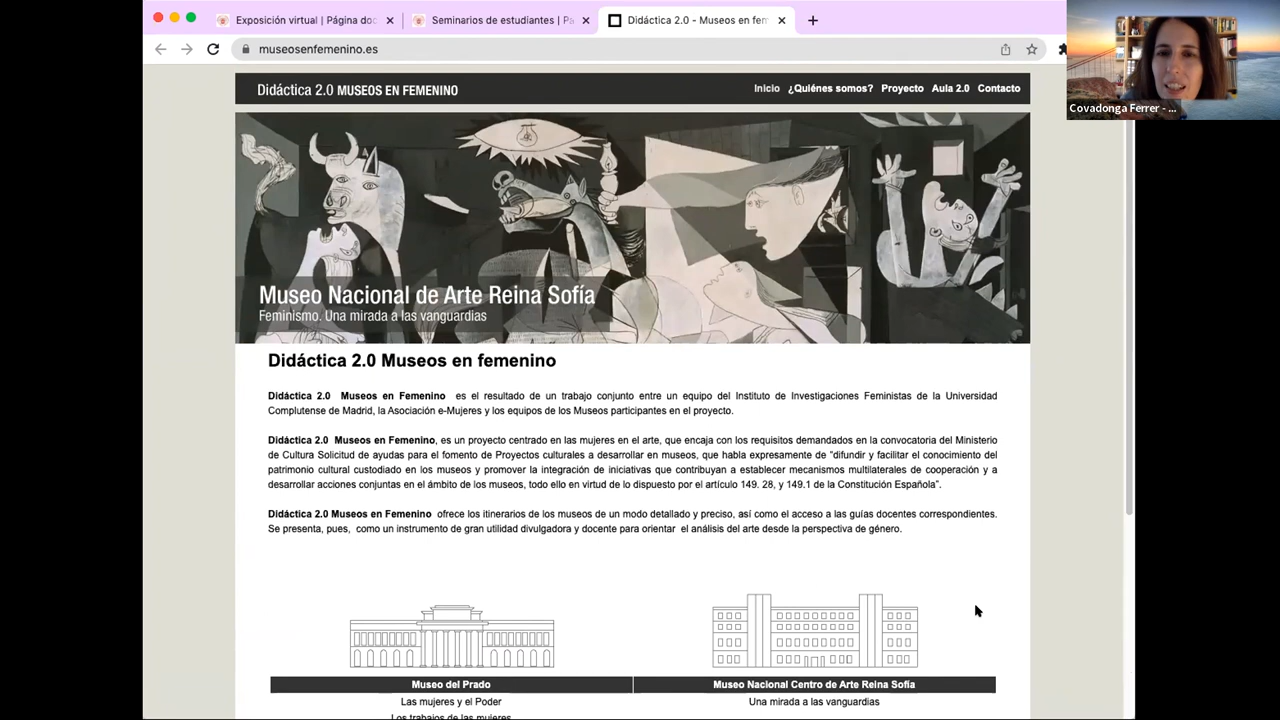 Exposición virtual | Página doc
Seminarios de estudiantes | Pa
Didáctica 2.0 - Museos en fem
museosenfemenino.es
Covadonga Ferrer - ...
Didáctica 2.0 MUSEOS EN FEMENINO
Inicio ¿Quiénes somos? Proyecto Aula 2.0 Contacto
Museo Nacional de Arte Reina Sofía
Feminismo. Una mirada a las vanguardias
Didáctica 2.0 Museos en femenino
Didáctica 2.0 Museos en Femenino es el resultado de un trabajo conjunto entre un equipo del Instituto de Investigaciones Feministas de la Universidad
Complutense de Madrid, la Asociación e-Mujeres y los equipos de los Museos participantes en el proyecto.
Didáctica 2.0 Museos en Femenino, es un proyecto centrado en las mujeres en el arte, que encaja con los requisitos demandados en la convocatoria del Ministerio
de Cultura Solicitud de ayudas para el fomento de Proyectos culturales a desarrollar en museos, que habla expresamente de "difundir y facilitar el conocimiento del
patrimonio cultural custodiado en los museos y promover la integración de iniciativas que contribuyan a establecer mecanismos multilaterales de cooperación y a
desarrollar acciones conjuntas en el ámbito de los museos, todo ello en virtud de lo dispuesto por el artículo 149. 28, y 149.1 de la Constitución Española".
Didáctica 2.0 Museos en Femenino ofrece los itinerarios de los museos de un modo detallado y preciso, así como el acceso a las guías docentes correspondientes.
Se presenta, pues, como un instrumento de gran utilidad divulgadora y docente para orientar el análisis del arte desde la perspectiva de género.
Museo del Prado
Museo Nacional Centro de Arte Reina Sofía
Las mujeres y el Poder
Una mirada a las vanguardias
Los trabajos de las mujeres